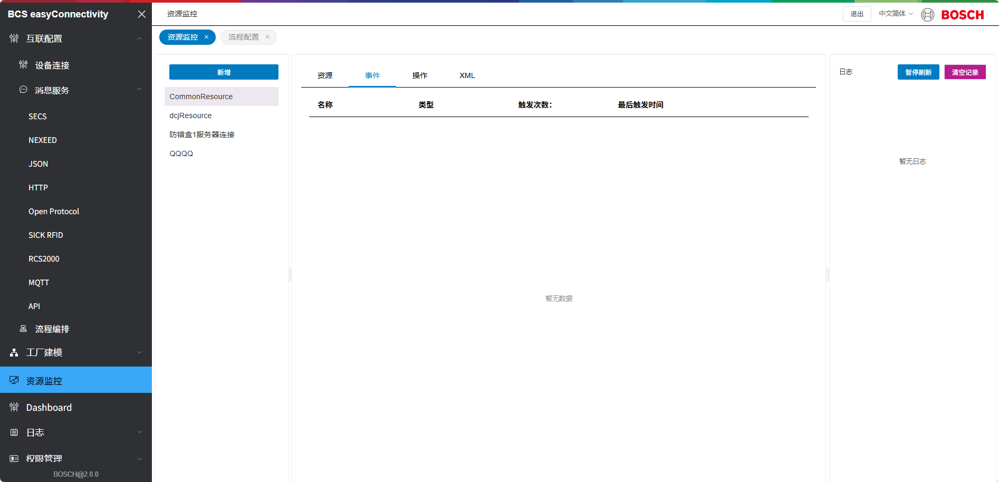 BCS easyConnectivity
互联配置
设备连接
消息服务
SECS
NEXEED
JSON
HTTP
Open Protocol
SICK RFID
RCS2000
MQTT
API
流程编排
工厂建模
资源监控
Dashboard
日志
权限管理
BOSCH@2.0.0
资源监控
退出
中文简体
BOSCH
资源监控
流程配置
新增
CommonResource
dcjResource
防错盒1服务器连接
QQQQ
资源 事件 操作 XML
名称 类型 触发次数: 最后触发时间
暂无数据
日志
暂停刷新
清空记录
暂无日志